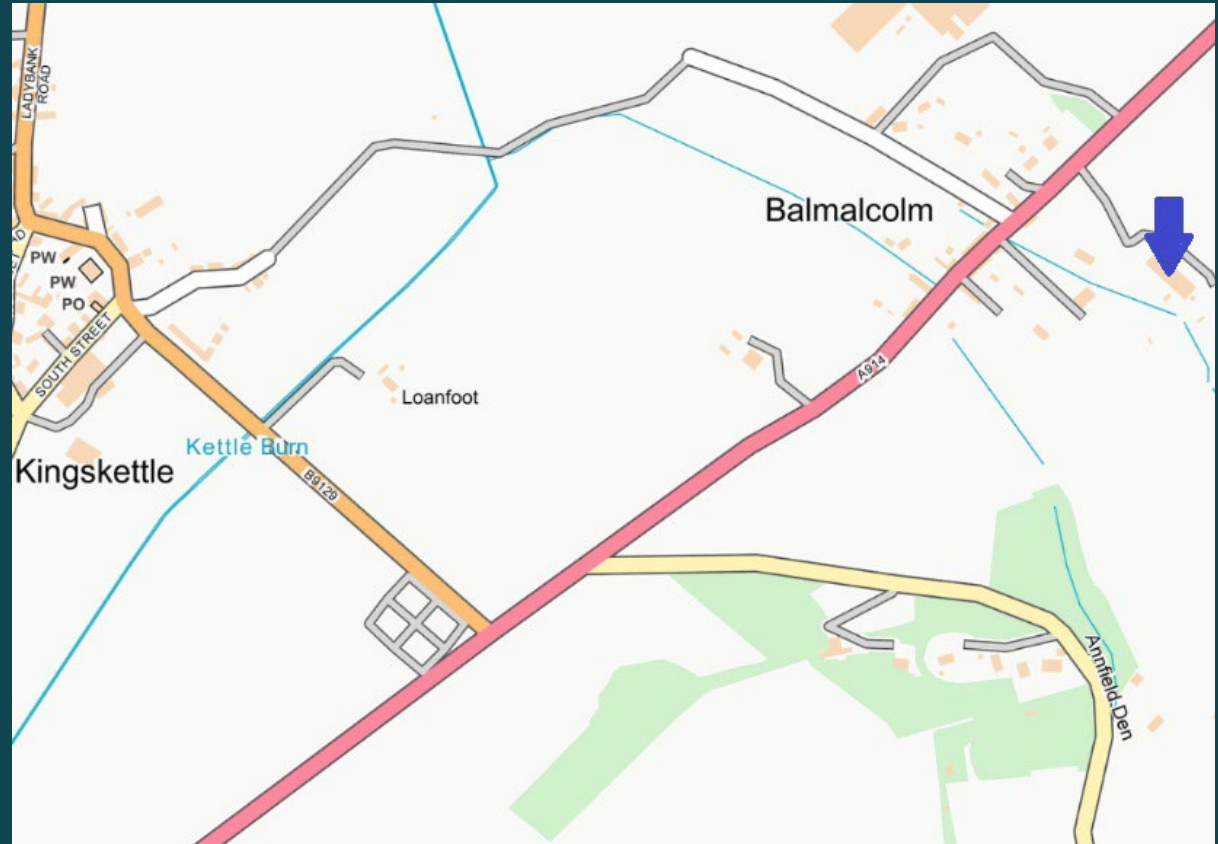 LADYBANK
ROAD
Balmalcolm
PW
PW
PO
SOUTH STREET
A914
Loanfoot
Kettle Burn
Kingskettle
B9129
Annfield Den